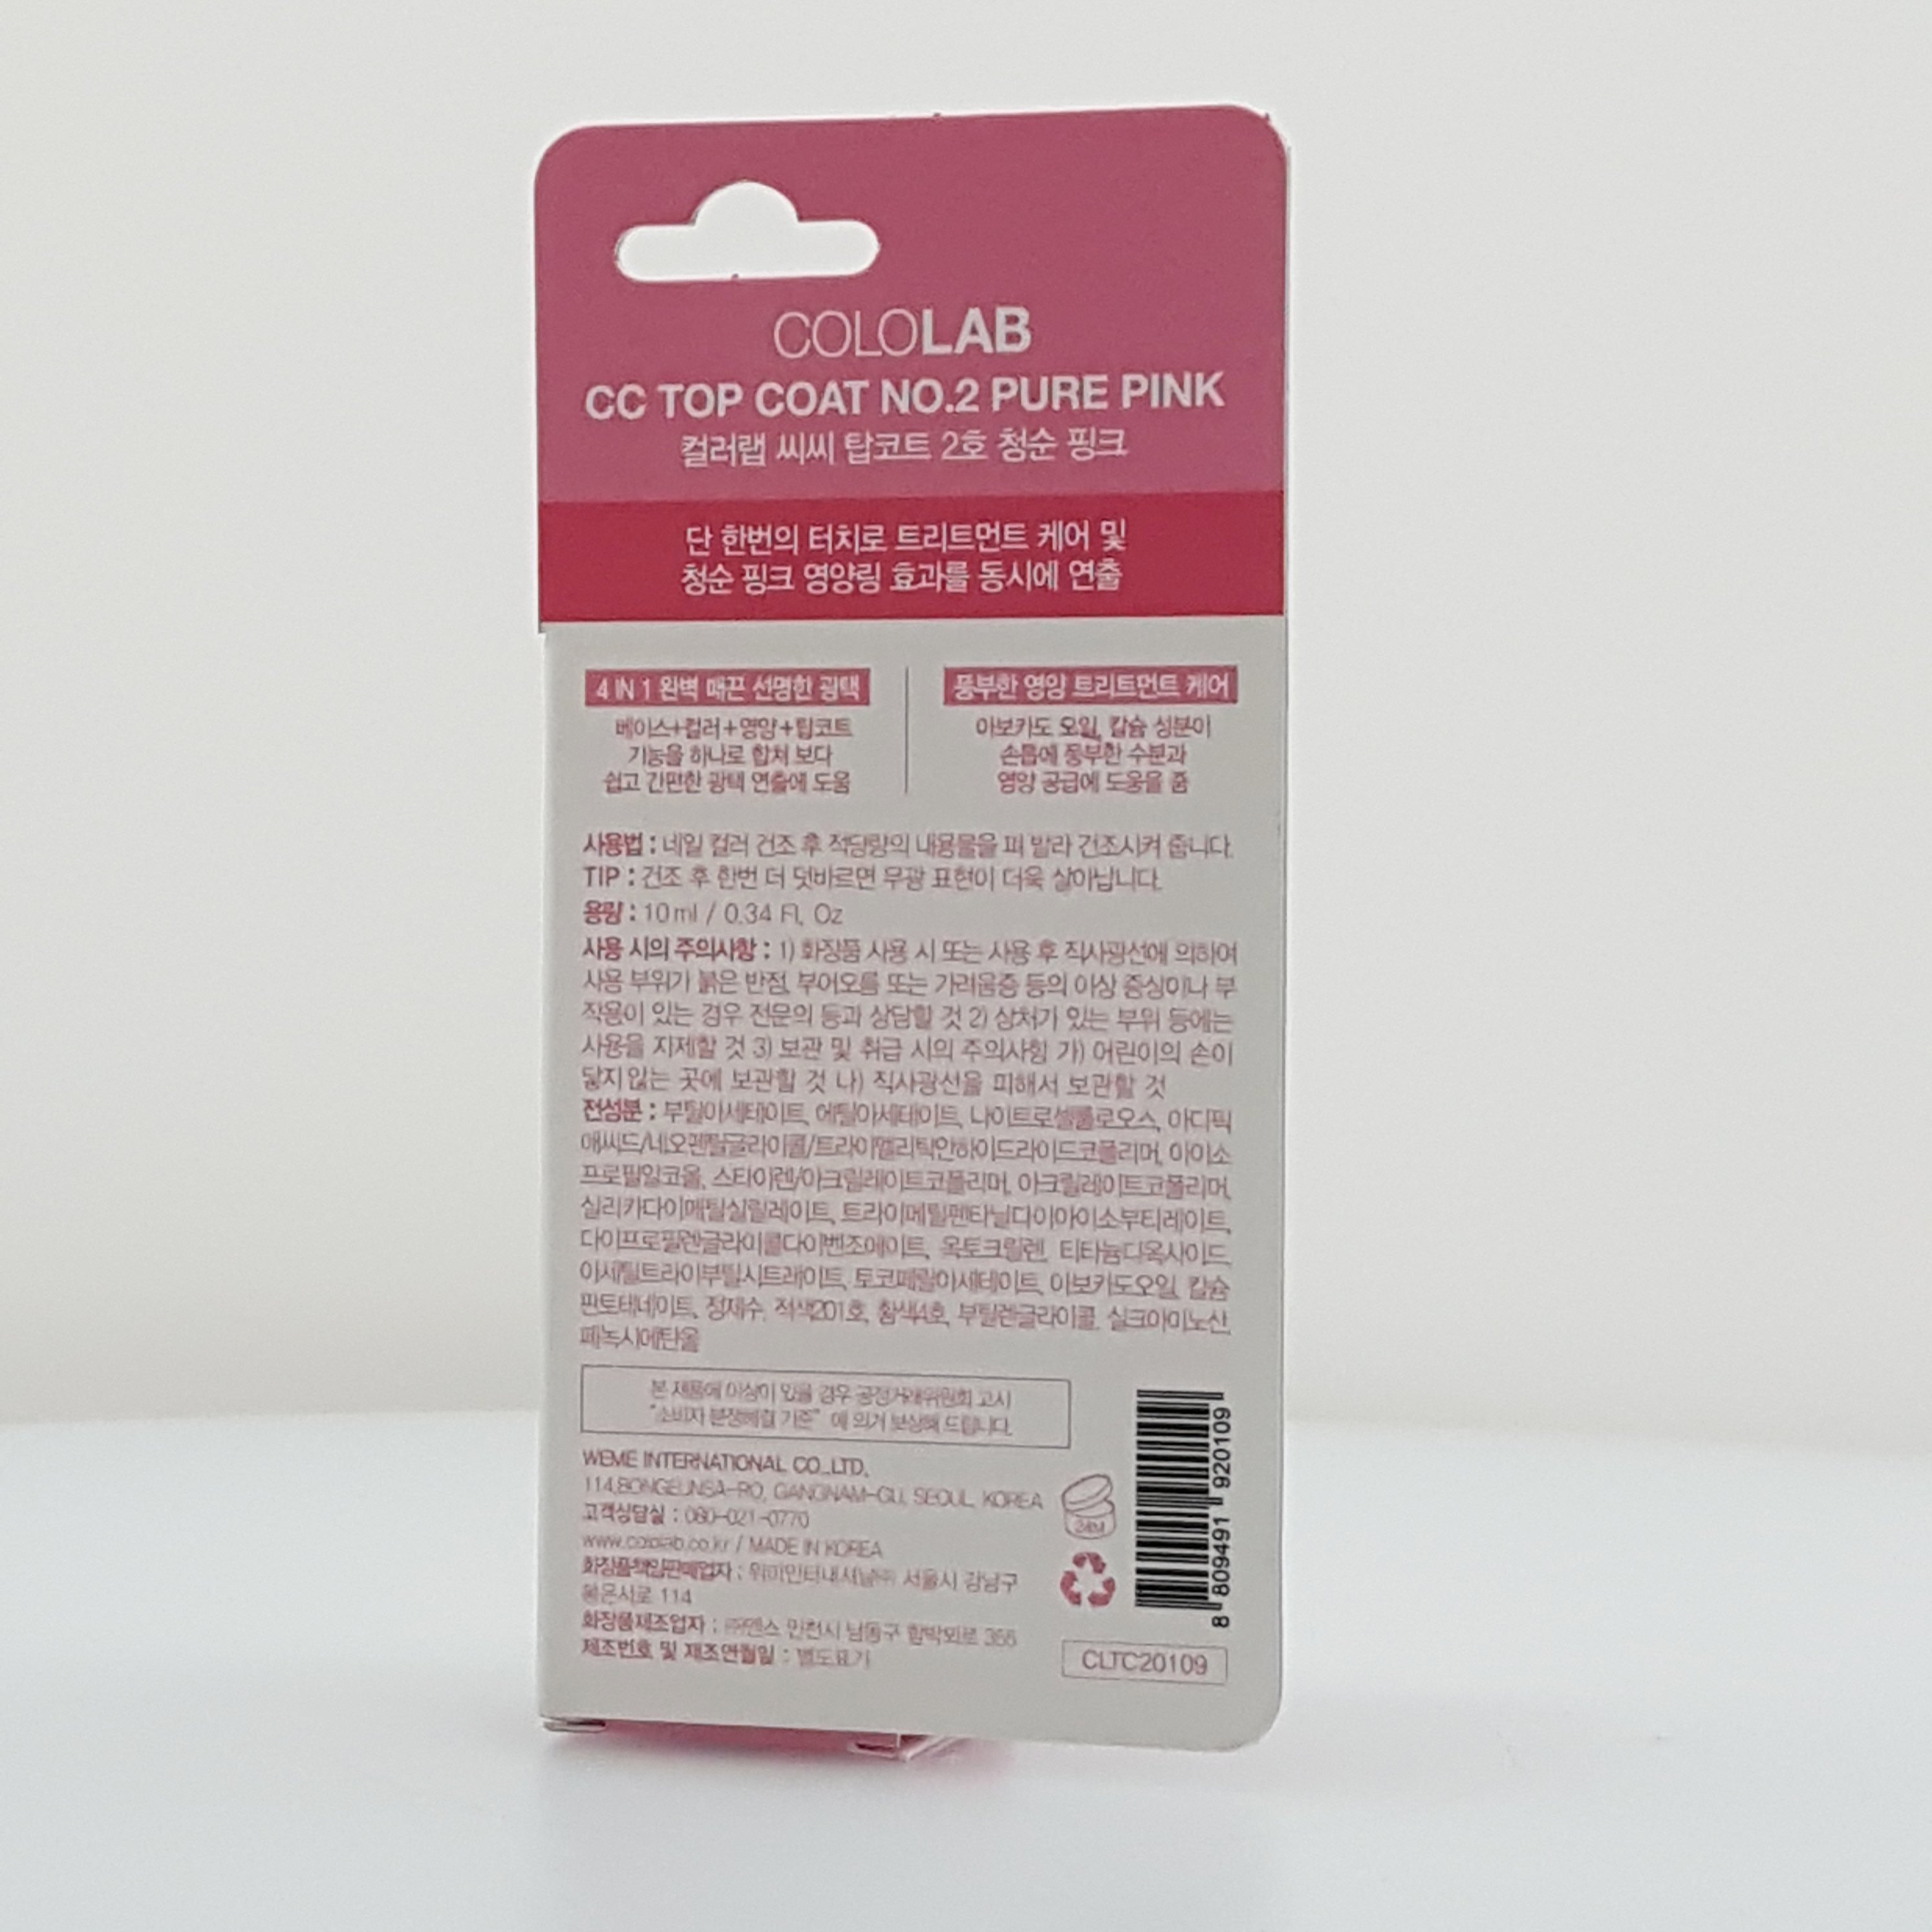 COLOLAB
CC TOP COAT NO.2 PURE PINK
컬러랩 씨씨 탑코트 2호 청순 핑크
단 한번의 터치로 트리트먼트 케어 및
청순 핑크 영양링 효과를 동시에 연출
4 IN 1 완벽 매끈 선명한 광택
베이스+컬러+영양+탑코트
기능을 하나로 합쳐 보다
쉽고 간편한 광택 연출에 도움
풍부한 영양 트리트먼트 케어
아보카도 오일, 칼슘 성분이
손톱에 풍부한 수분과
영양 공급에 도움을 줌
사용법 : 네일 컬러 건조 후 적당량의 내용물을 펴 발라 건조시켜 줍니다.
TIP : 건조 후 한번 더 덧바르면 무광 표현이 더욱 살아납니다.
용량 : 10ml / 0.34 Fl. Oz
사용 시의 주의사항 : 1) 화장품 사용 시 또는 사용 후 직사광선에 의하여
사용 부위가 붉은 반점, 부어오름 또는 가려움증 등의 이상 증상이나 부
작용이 있는 경우 전문의 등과 상담할 것 2) 상처가 있는 부위 등에는
사용을 자제할 것 3) 보관 및 취급 시의 주의사항 가) 어린이의 손이
닿지 않는 곳에 보관할 것 나) 직사광선을 피해서 보관할 것
전성분 : 부틸아세테이트, 에틸아세테이트, 나이트로셀룰로오스, 아디픽
애씨드/네오펜틸글라이콜/트라이멜리틱안하이드라이드코폴리머, 아이소
프로필알코올, 스타이렌/아크릴레이트코폴리머, 아크릴레이트코폴리머,
실리카다이메틸실릴레이트, 트라이메틸펜타닐다이아이소부티레이트,
다이프로필렌글라이콜다이벤조에이트, 옥토크릴렌, 티타늄디옥사이드,
아세틸트라이부틸시트레이트, 토코페릴아세테이트, 아보카도오일, 칼슘
판토테네이트, 정제수, 적색201호, 황색4호, 부틸렌글라이콜, 실크아미노산,
페녹시에탄올
본 제품에 이상이 있을 경우 공정거래위원회 고시
"소비자 분쟁해결 기준" 에 의거 보상해 드립니다.
WEME INTERNATIONAL CO.,LTD.
114,BONGEUNSA-RO, GANGNAM-GU, SEOUL, KOREA
고객상담실 : 080-021-0770
www.cololab.co.kr / MADE IN KOREA
화장품책임판매업자 : 위미인터내셔날㈜ 서울시 강남구
봉은사로 114
화장품제조업자 : 인천시 남동구 함박뫼로
제조번호 및 제조연월일 : 별도표기
24M
8 809491 920109
CLTC20109